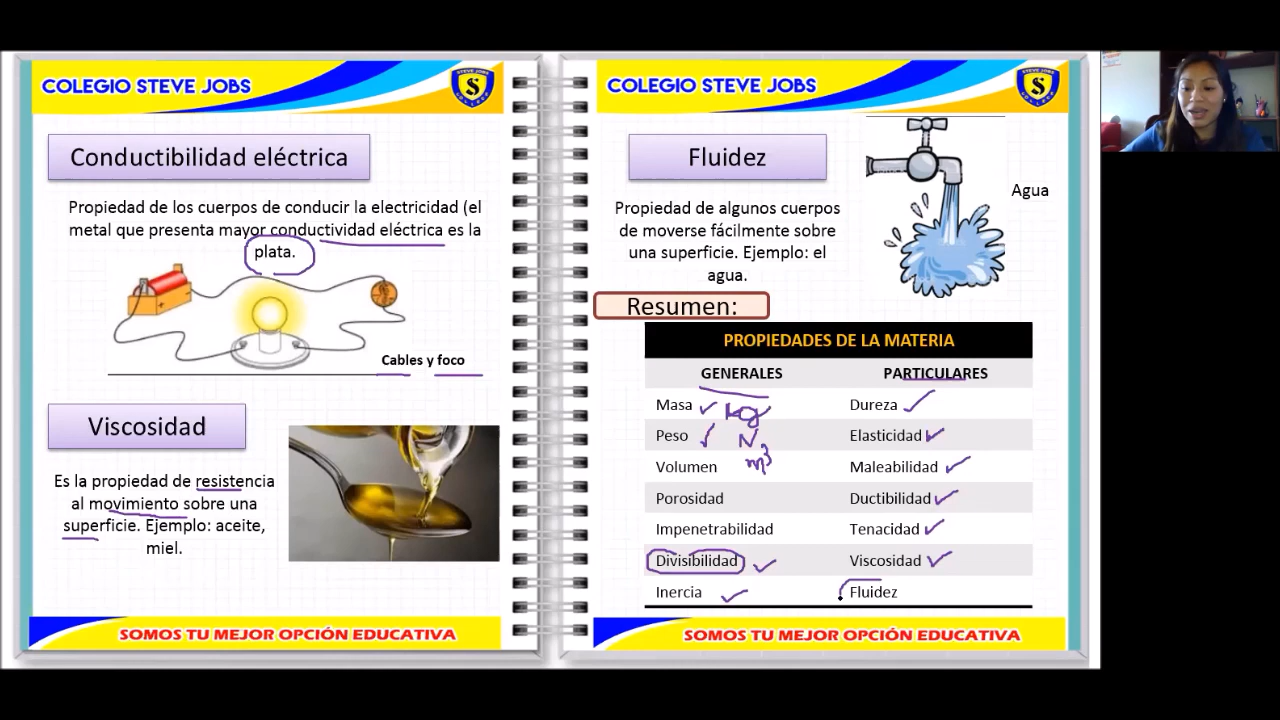 COLEGIO STEVE JOBS
Conductibilidad eléctrica
Propiedad de los cuerpos de conducir la electricidad (el
metal que presenta mayor conductividad eléctrica es la
plata.
Cables y foco
Viscosidad
Es la propiedad de resistencia
al movimiento sobre una
superficie. Ejemplo: aceite,
miel.
SOMOS TU MEJOR OPCIÓN EDUCATIVA
COLEGIO STEVE JOBS
Fluidez
Agua
Propiedad de algunos cuerpos
de moverse fácilmente sobre
una superficie. Ejemplo: el
agua.
Resumen:
PROPIEDADES DE LA MATERIA
GENERALES PARTICULARES
Masa Kg Dureza
Peso N Elasticidad
Volumen m³ Maleabilidad
Porosidad Ductibilidad
Impenetrabilidad Tenacidad
Divisibilidad Viscosidad
Inercia Fluidez
SOMOS TU MEJOR OPCIÓN EDUCATIVA